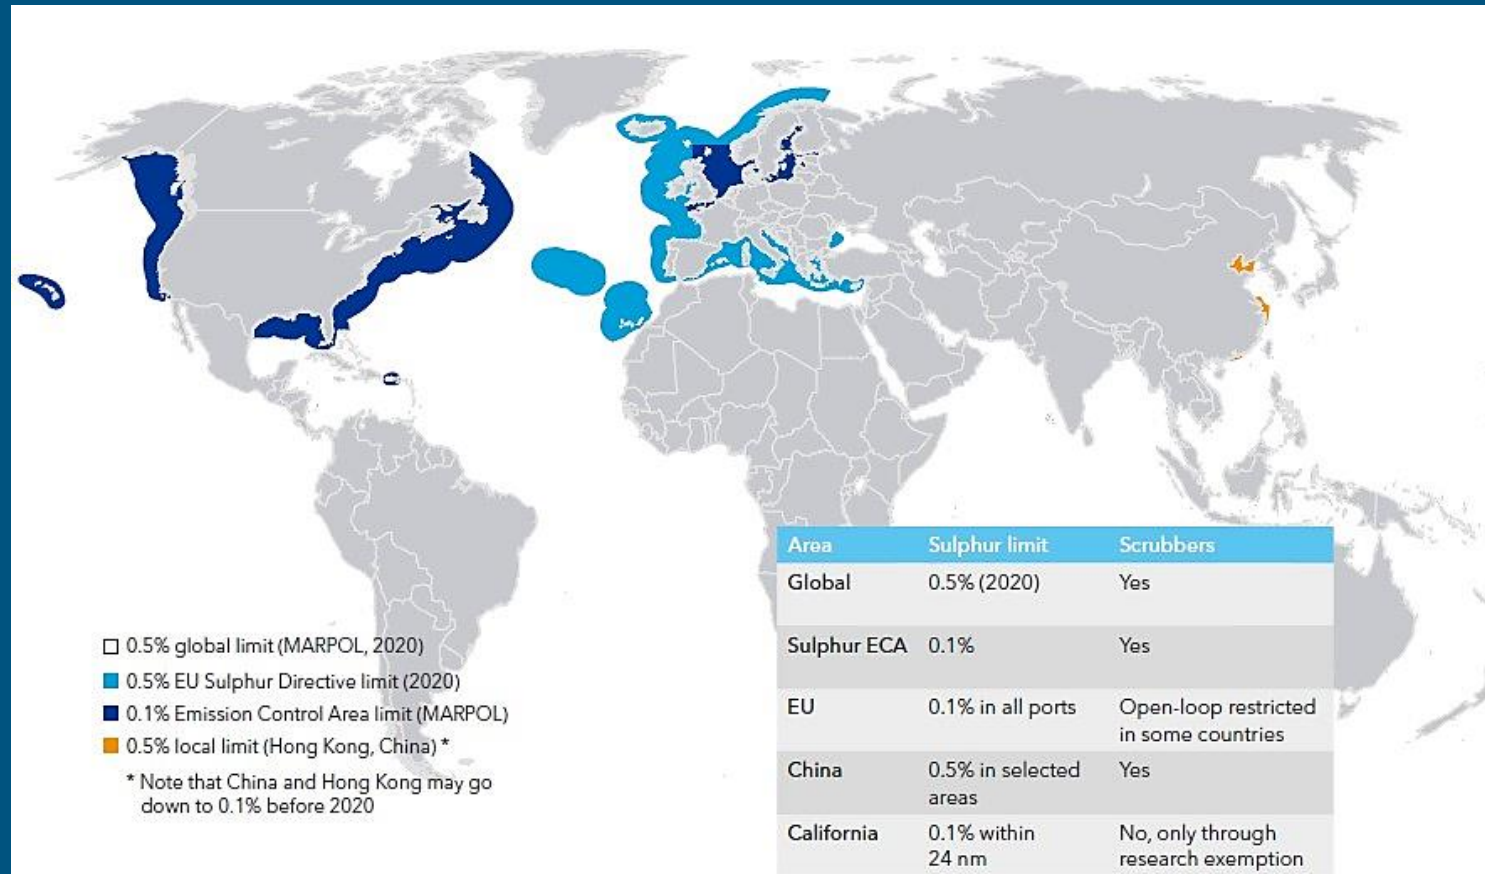 0.5% global limit (MARPOL, 2020)
0.5% EU Sulphur Directive limit (2020)
0.1% Emission Control Area limit (MARPOL)
0.5% local limit (Hong Kong, China) *
* Note that China and Hong Kong may go
down to 0.1% before 2020
Area Sulphur limit Scrubbers
Global 0.5% (2020) Yes
Sulphur ECA 0.1% Yes
EU 0.1% in all ports Open-loop restricted
in some countries
China 0.5% in selected Yes
areas
California 0.1% within No, only through
24 nm research exemption